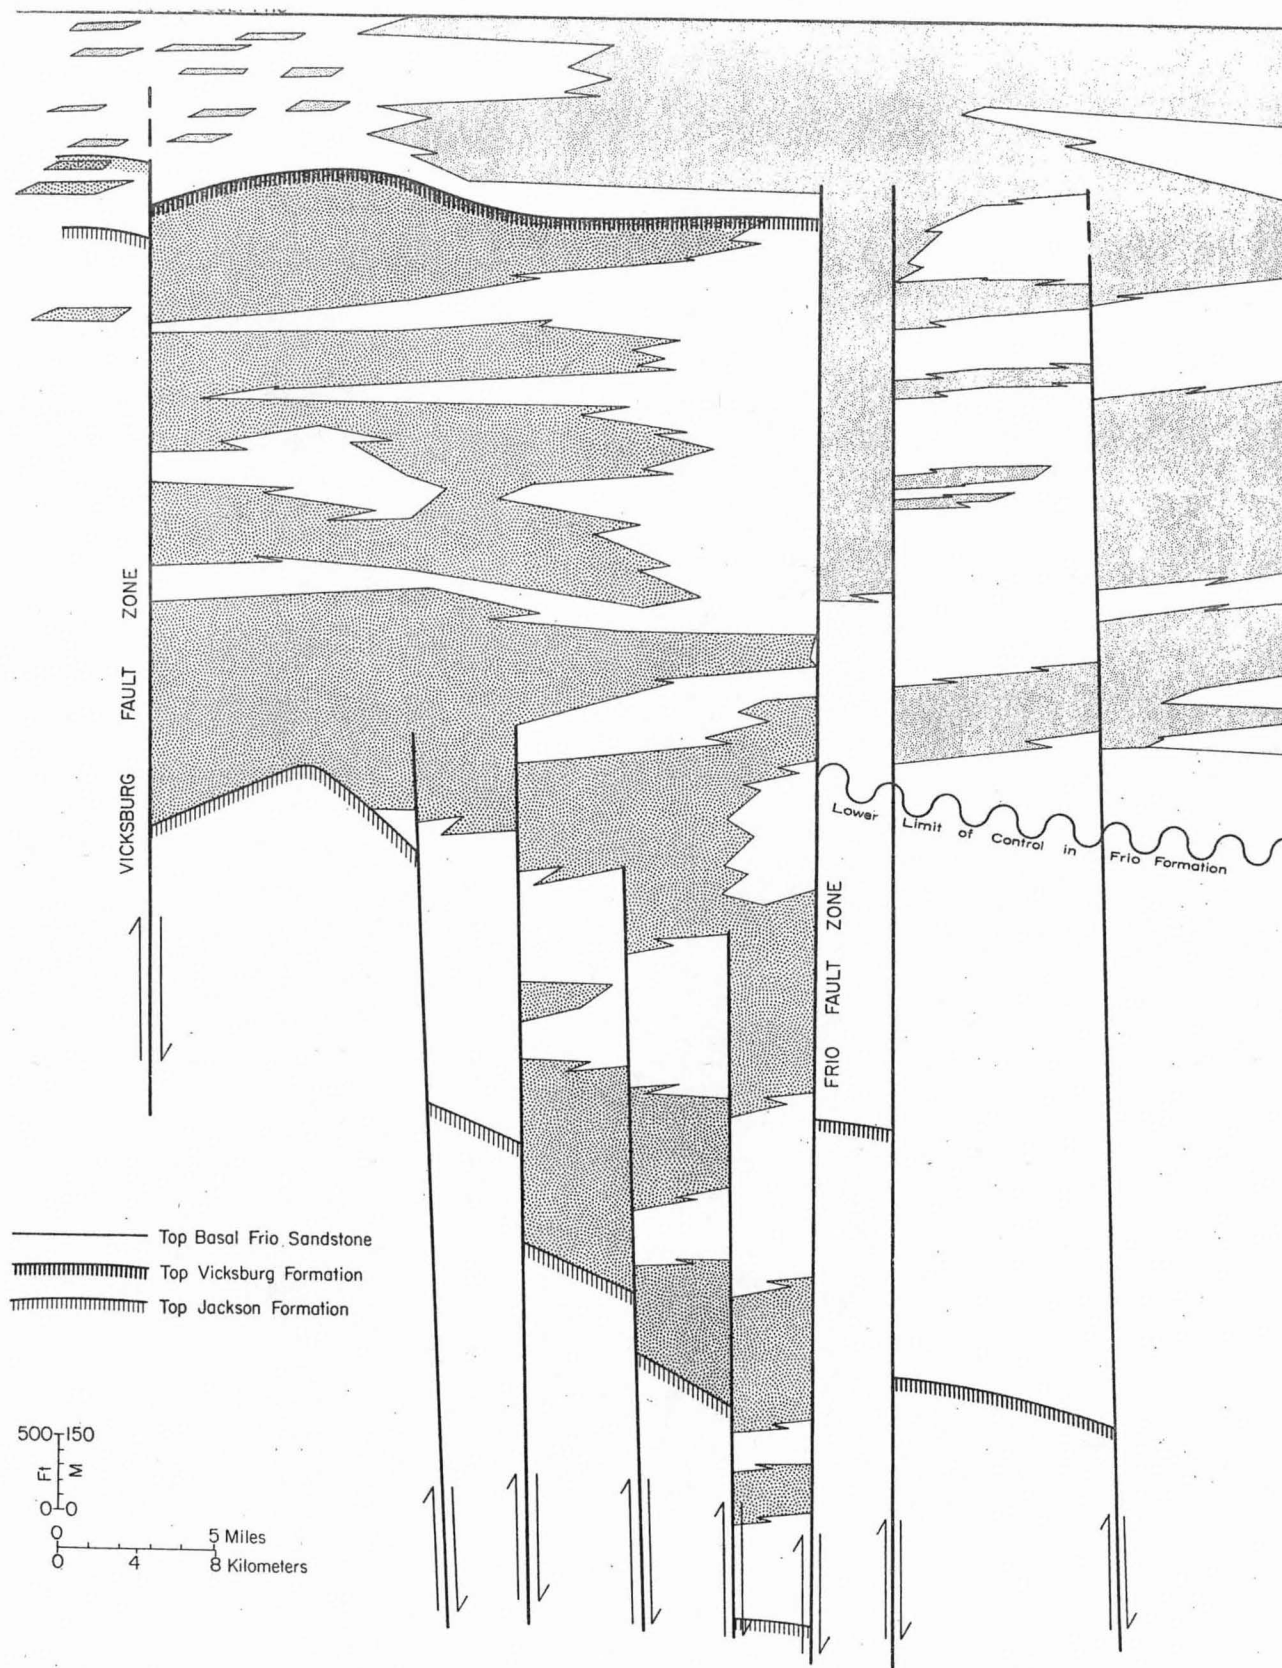 VICKSBURG FAULT ZONE
Lower Limit of Control in Frio Formation
FRIO FAULT ZONE
Top Basal Frio Sandstone
Top Vicksburg Formation
Top Jackson Formation
500 150
Ft M
0 0
0 5 Miles
0 4 8 Kilometers